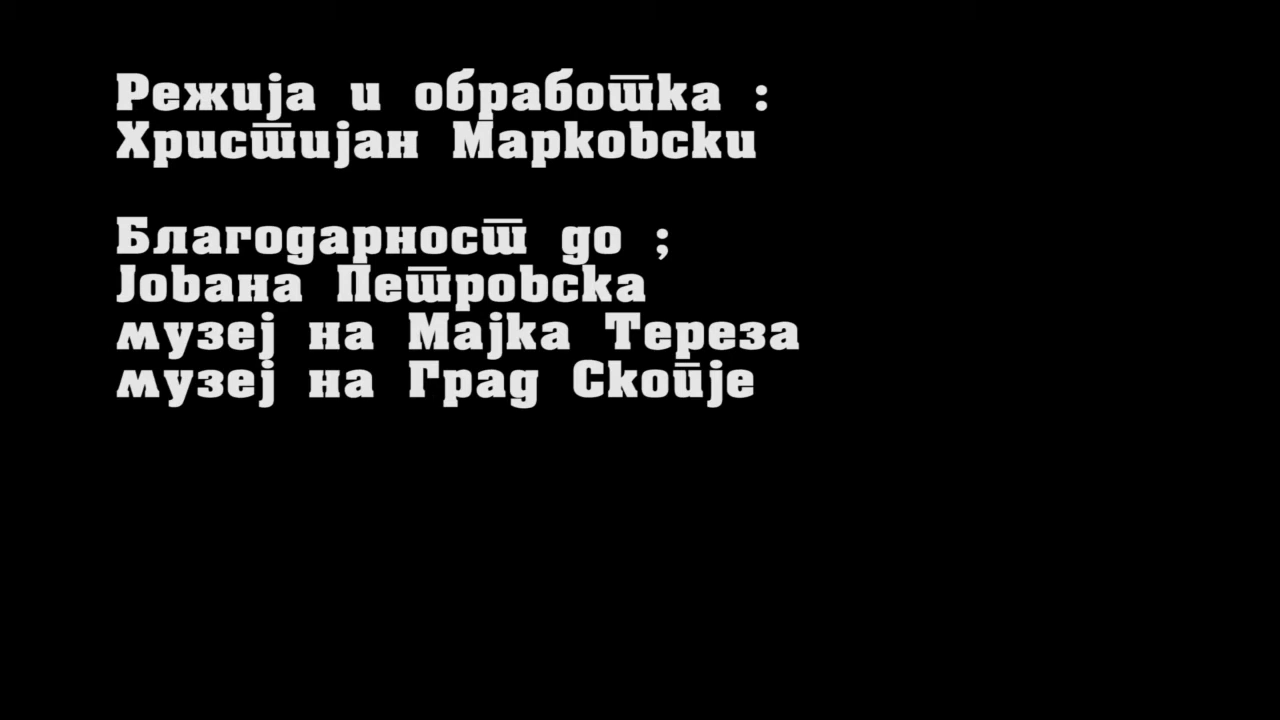 Режија и обработка :
Христијан Марковски
Благодарност до ;
Јована Петровска
музеј на Мајка Тереза
музеј на Град Скопје